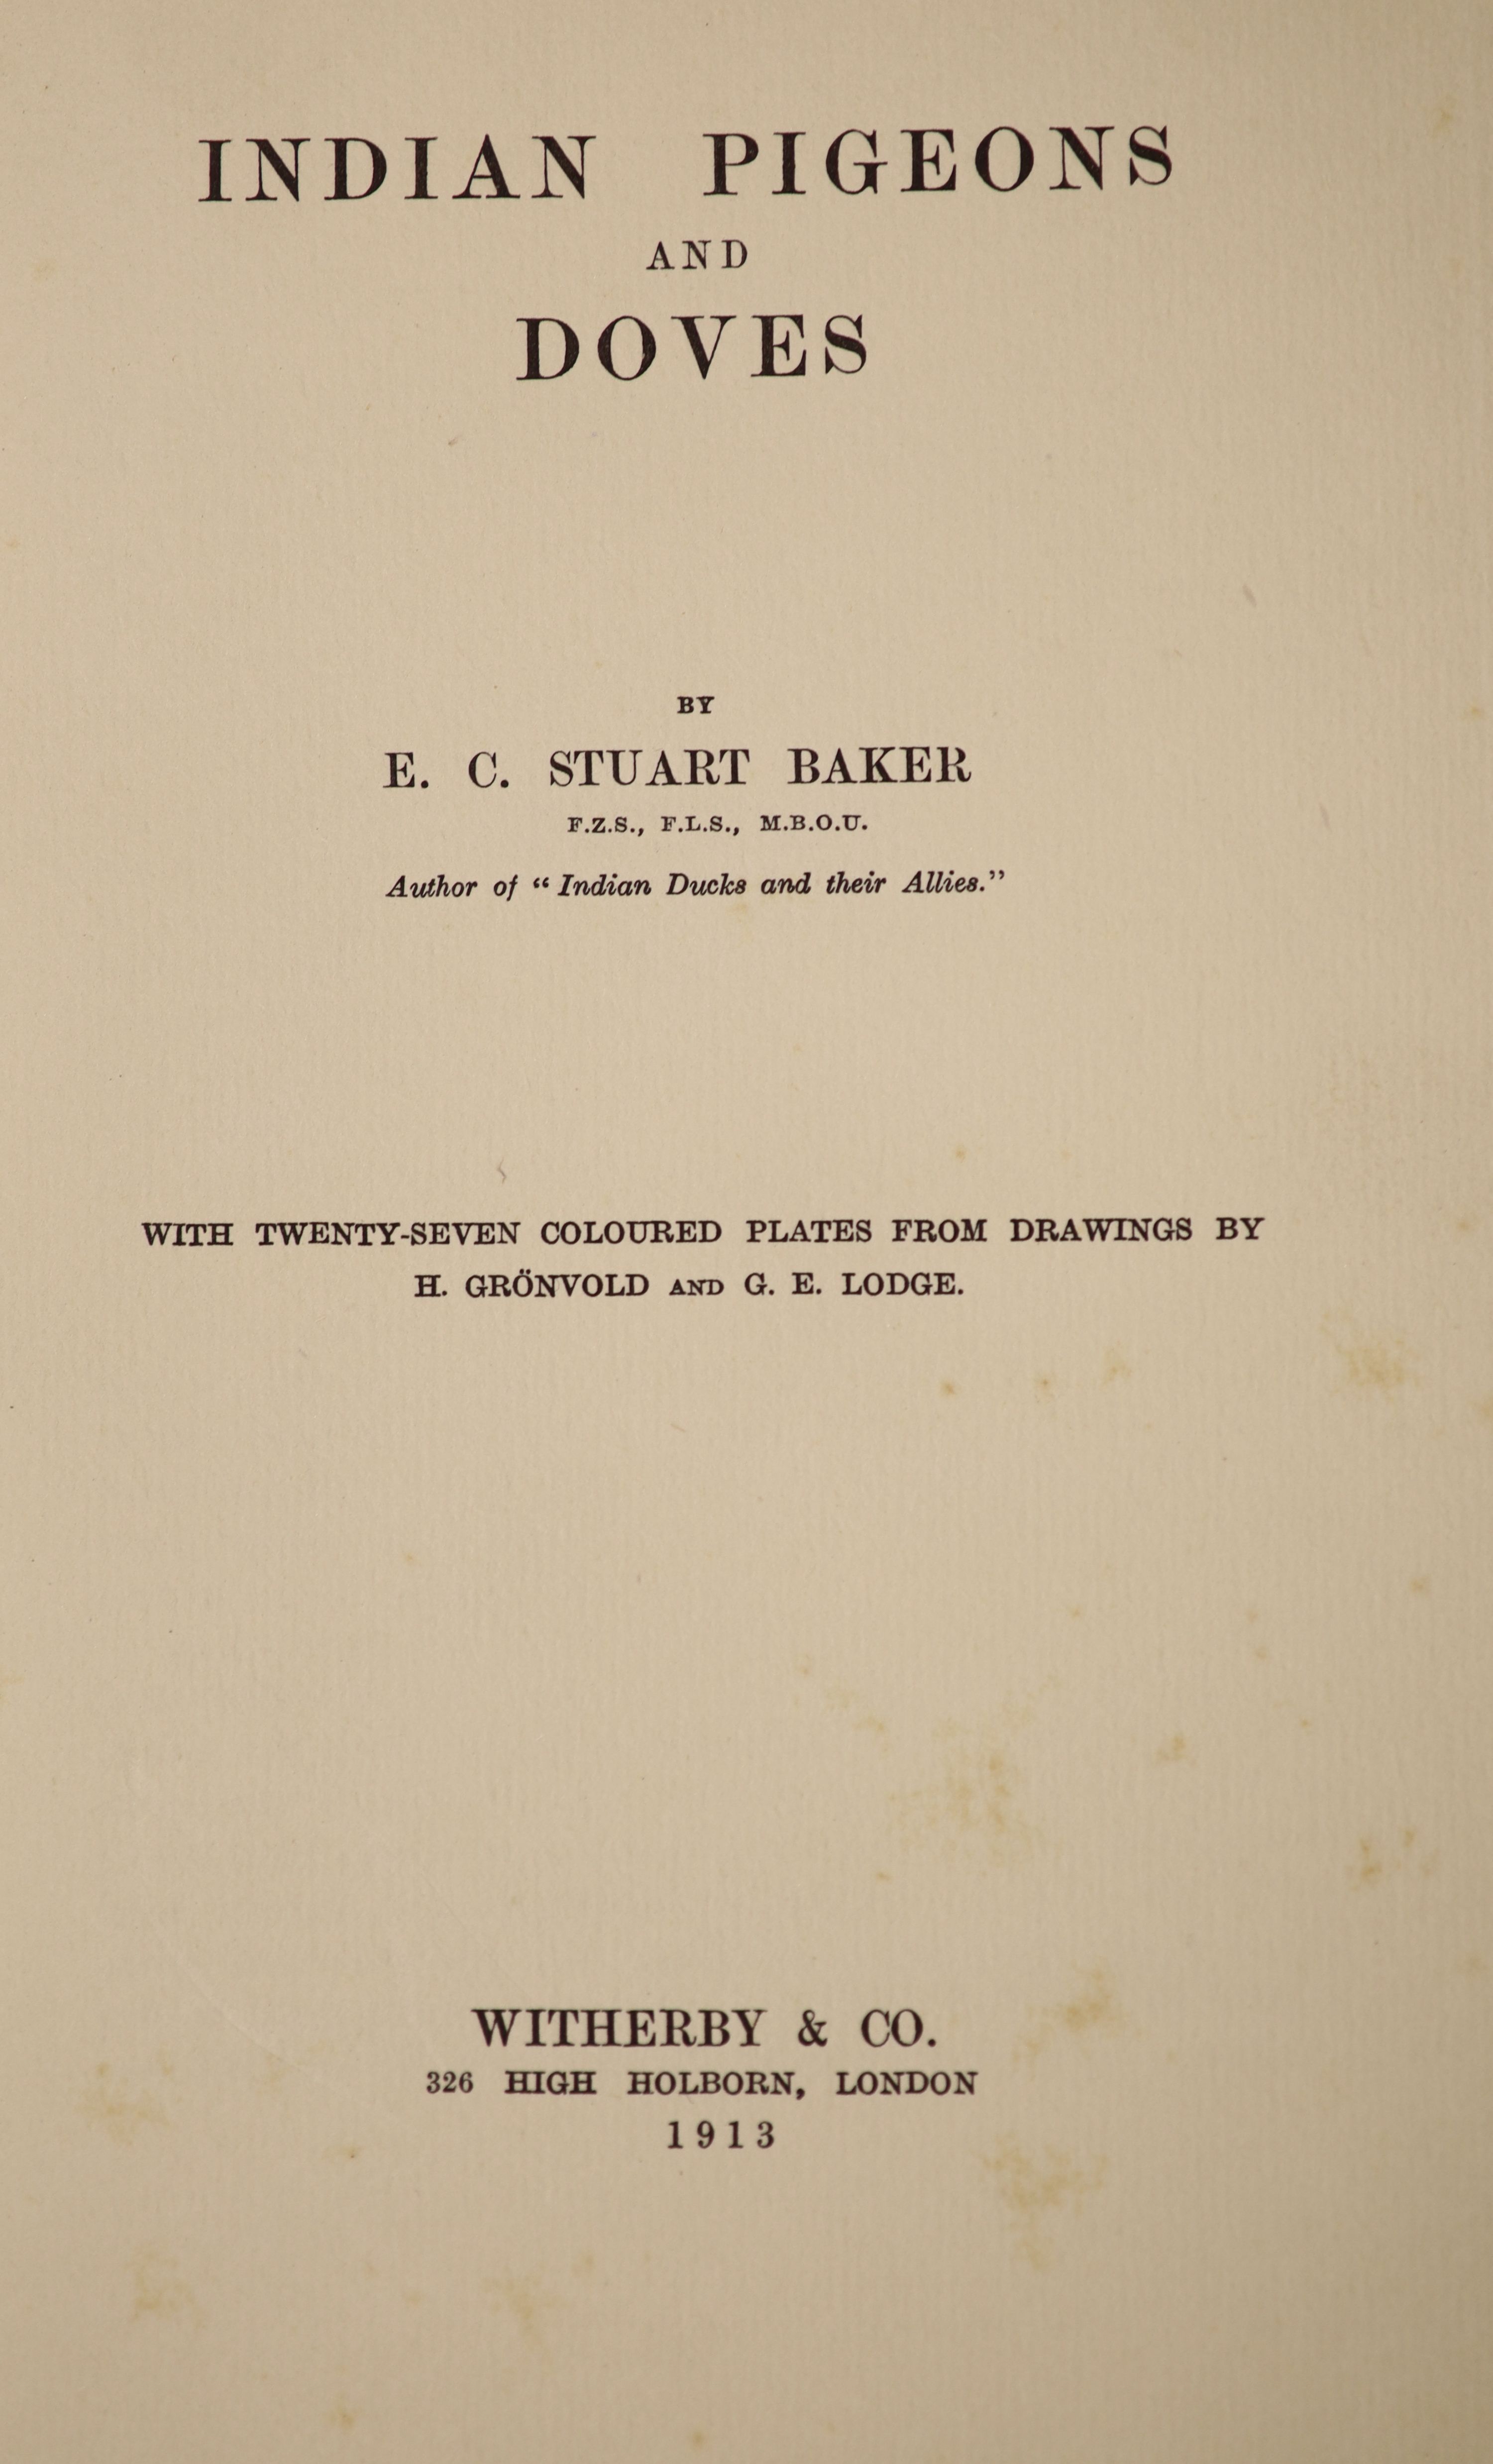 INDIAN PIGEONS
AND
DOVES
BY
E. C. STUART BAKER
F.Z.S., F.L.S., M.B.O.U.
Author of “Indian Ducks and their Allies.”
WITH TWENTY-SEVEN COLOURED PLATES FROM DRAWINGS BY
H. GRÖNVOLD AND G. E. LODGE.
WITHERBY & CO.
326 HIGH HOLBORN, LONDON
1913